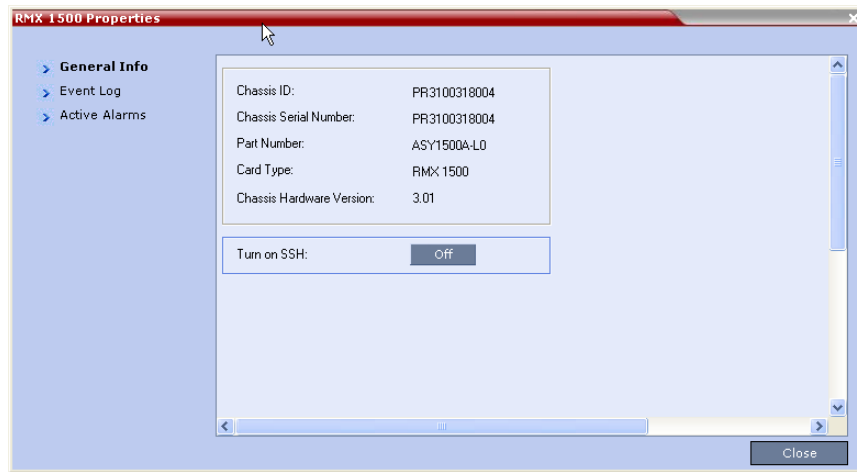 RMX 1500 Properties
General Info
Event Log
Active Alarms
Chassis ID: PR3100318004
Chassis Serial Number: PR3100318004
Part Number: ASY1500A-L0
Card Type: RMX 1500
Chassis Hardware Version: 3.01
Turn on SSH: Off
Close